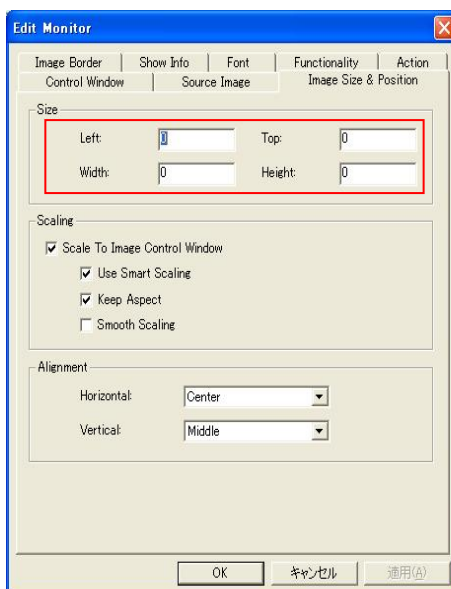 Edit Monitor
Image Border Show Info Font Functionality Action
Control Window Source Image Image Size & Position
Size
Left: 0 Top: 0
Width: 0 Height: 0
Scaling
Scale To Image Control Window
Use Smart Scaling
Keep Aspect
Smooth Scaling
Alignment
Horizontal: Center
Vertical: Middle
OK キャンセル 適用(A)